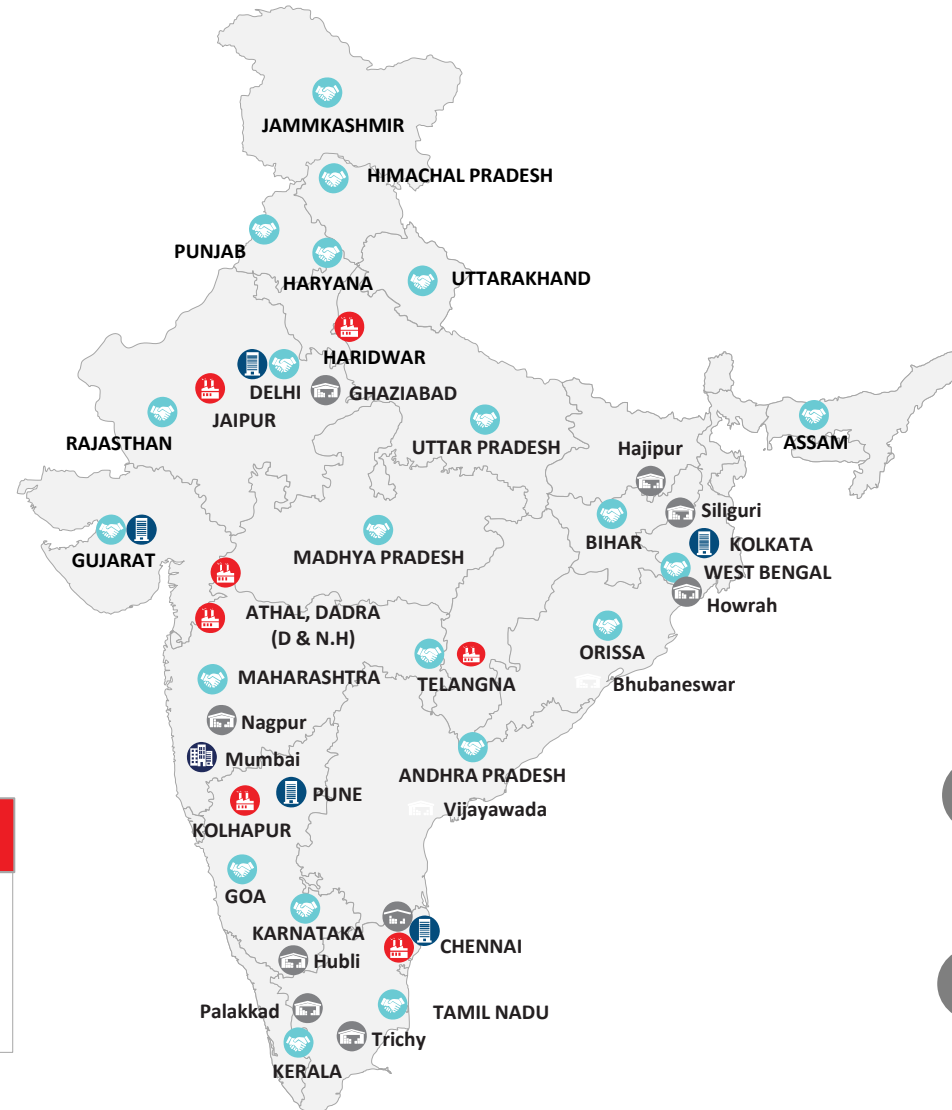 JAMMKASHMIR
HIMACHAL PRADESH
PUNJAB
HARYANA
UTTARAKHAND
HARIDWAR
DELHI
GHAZIABAD
JAIPUR
RAJASTHAN
UTTAR PRADESH
ASSAM
Hajipur
Siliguri
BIHAR
KOLKATA
GUJARAT
MADHYA PRADESH
WEST BENGAL
Howrah
ATHAL, DADRA
(D & N.H)
ORISSA
MAHARASHTRA
TELANGNA
Bhubaneswar
Nagpur
Mumbai
ANDHRA PRADESH
PUNE
Vijayawada
KOLHAPUR
GOA
KARNATAKA
CHENNAI
Hubli
Palakkad
TAMIL NADU
Trichy
KERALA